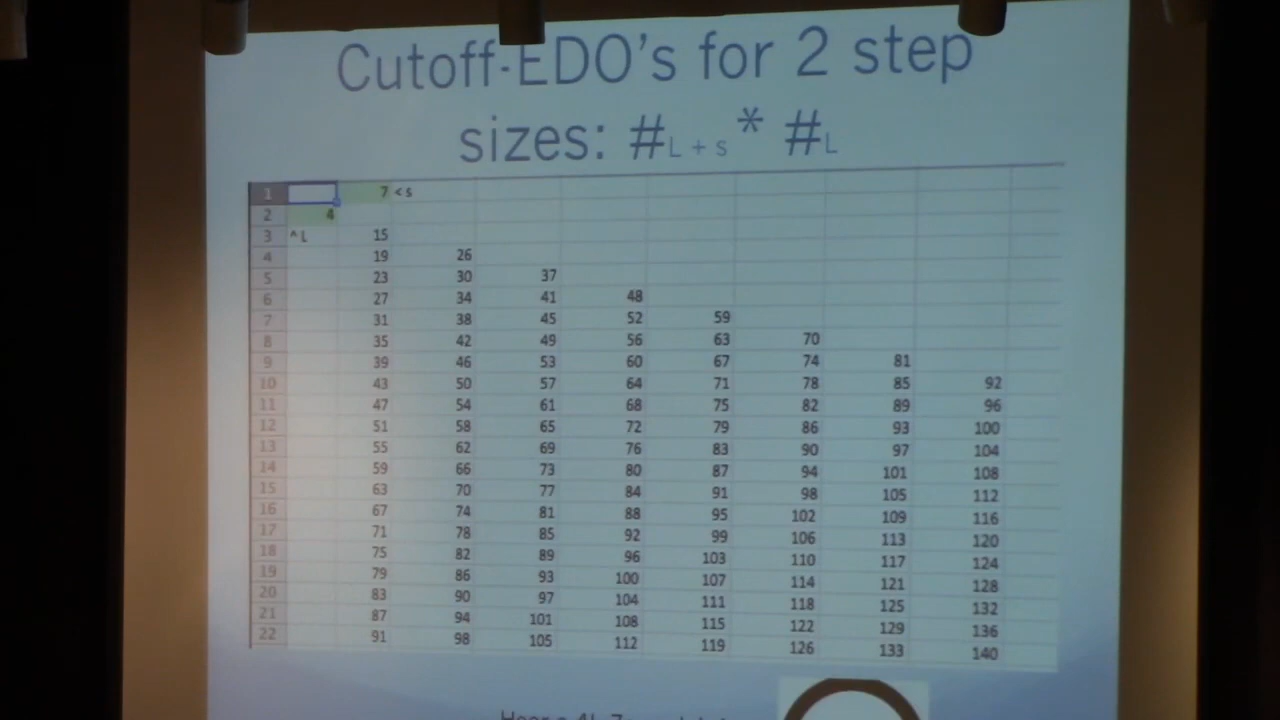 Cutoff-EDO's for 2 step
sizes: #L + s * #L
1 7 < s
2 4
3 ^ L 15
4 19 26
5 23 30 37
6 27 34 41 48
7 31 38 45 52 59
8 35 42 49 56 63 70
9 39 46 53 60 67 74 81
10 43 50 57 64 71 78 85 92
11 47 54 61 68 75 82 89 96
12 51 58 65 72 79 86 93 100
13 55 62 69 76 83 90 97 104
14 59 66 73 80 87 94 101 108
15 63 70 77 84 91 98 105 112
16 67 74 81 88 95 102 109 116
17 71 78 85 92 99 106 113 120
18 75 82 89 96 103 110 117 124
19 79 86 93 100 107 114 121 128
20 83 90 97 104 111 118 125 132
21 87 94 101 108 115 122 129 136
22 91 98 105 112 119 126 133 140